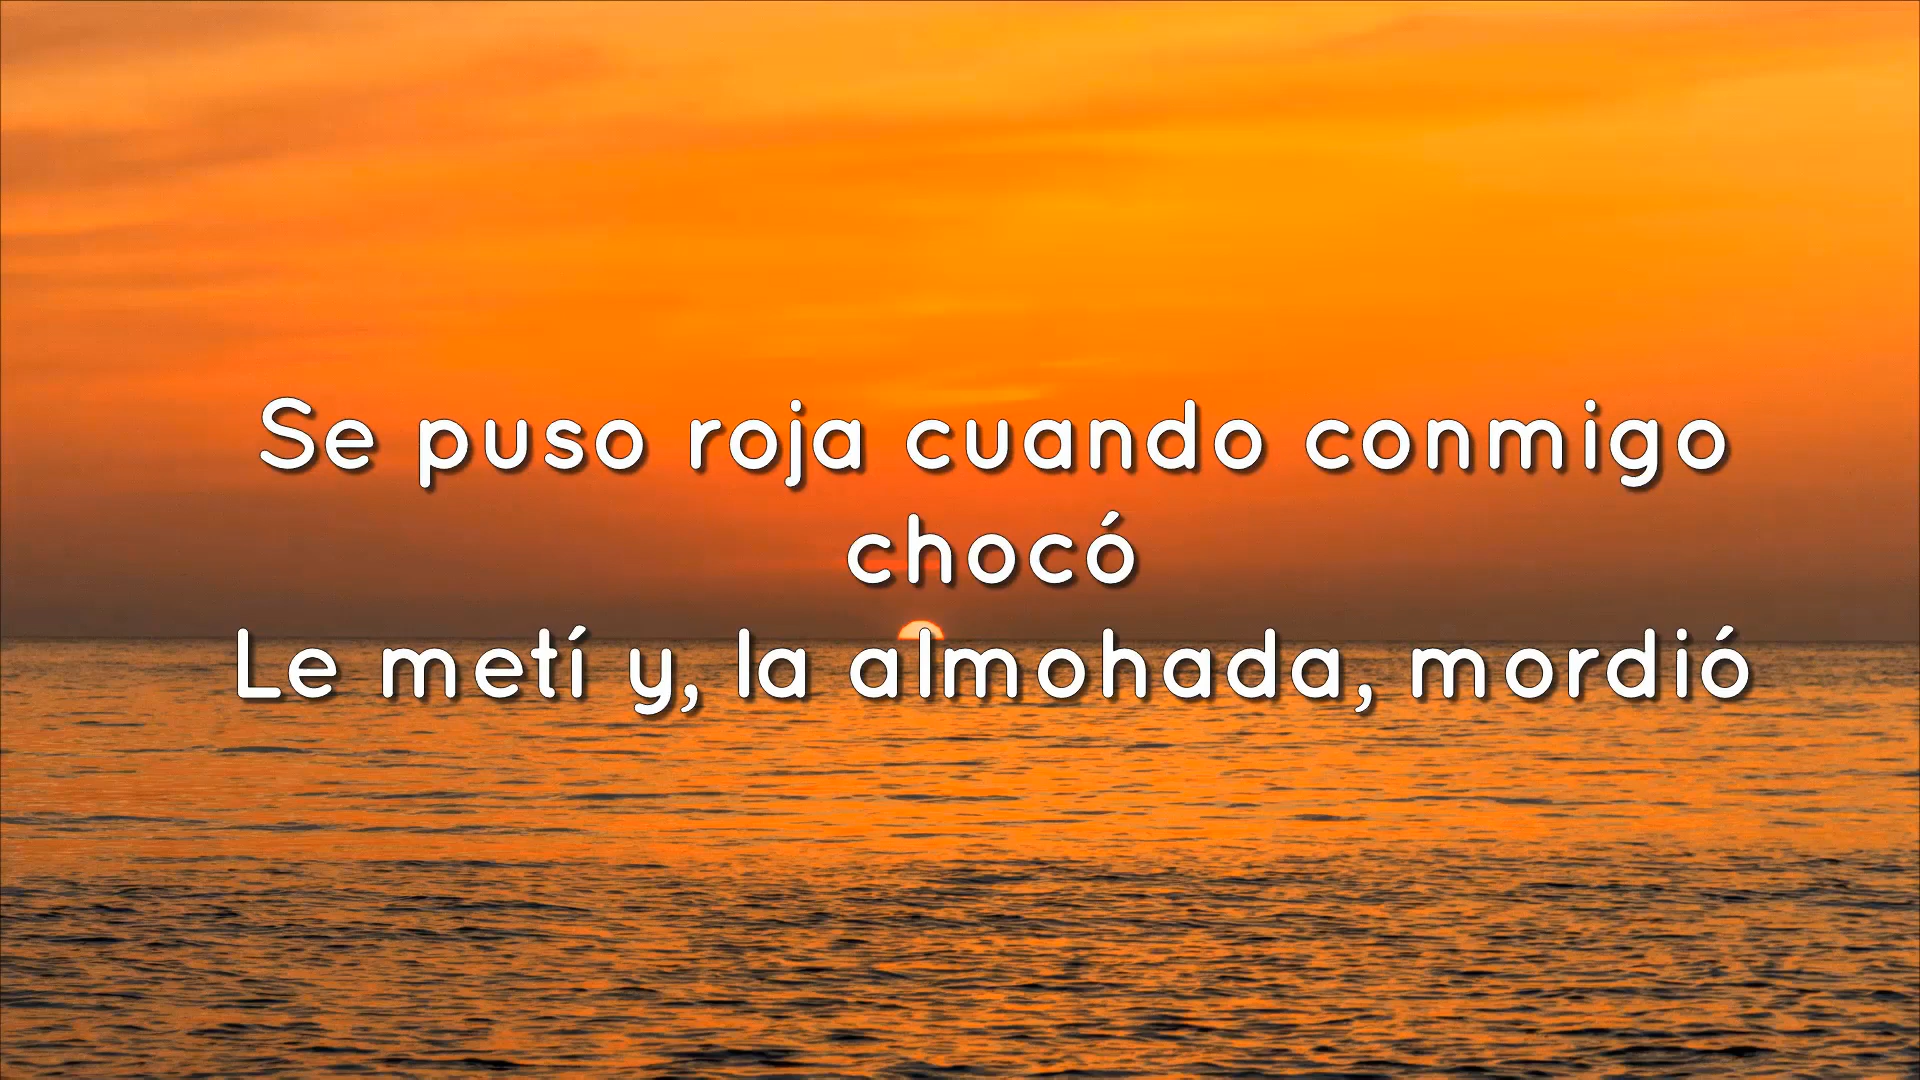 Se puso roja cuando conmigo
chocó
Le metí y, la almohada, mordió